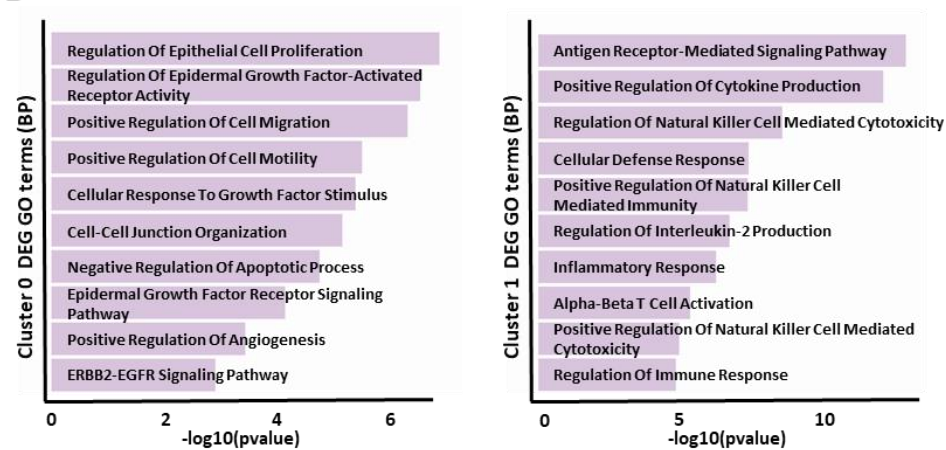 Cluster 0 DEG GO terms (BP)
Regulation Of Epithelial Cell Proliferation
Regulation Of Epidermal Growth Factor-Activated
Receptor Activity
Positive Regulation Of Cell Migration
Positive Regulation Of Cell Motility
Cellular Response To Growth Factor Stimulus
Cell-Cell Junction Organization
Negative Regulation Of Apoptotic Process
Epidermal Growth Factor Receptor Signaling
Pathway
Positive Regulation Of Angiogenesis
ERBB2-EGFR Signaling Pathway
0 2 4 6
-log10(pvalue)
Cluster 1 DEG GO terms (BP)
Antigen Receptor-Mediated Signaling Pathway
Positive Regulation Of Cytokine Production
Regulation Of Natural Killer Cell Mediated Cytotoxicity
Cellular Defense Response
Positive Regulation Of Natural Killer Cell
Mediated Immunity
Regulation Of Interleukin-2 Production
Inflammatory Response
Alpha-Beta T Cell Activation
Positive Regulation Of Natural Killer Cell Mediated
Cytotoxicity
Regulation Of Immune Response
0 5 10
-log10(pvalue)